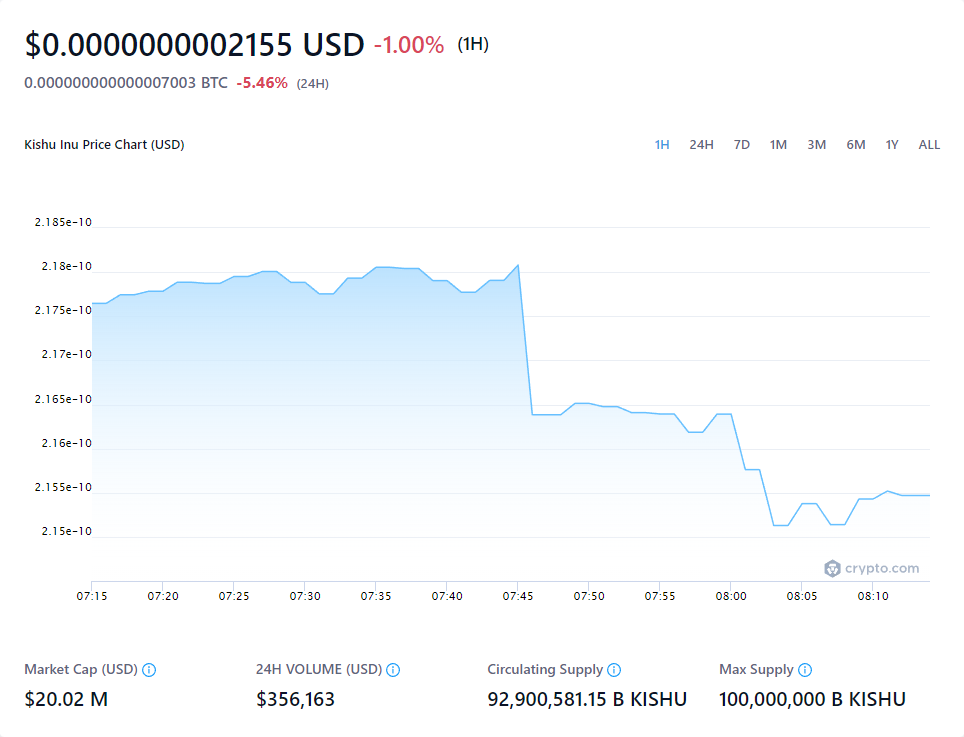 $0.0000000002155 USD -1.00% (1H)
0.000000000000007003 BTC -5.46% (24H)
Kishu Inu Price Chart (USD) 1H 24H 7D 1M 3M 6M 1Y ALL
2.185e-10
2.18e-10
2.175e-10
2.17e-10
2.165e-10
2.16e-10
2.155e-10
2.15e-10
crypto.com
07:15 07:20 07:25 07:30 07:35 07:40 07:45 07:50 07:55 08:00 08:05 08:10
Market Cap (USD) 24H VOLUME (USD) Circulating Supply Max Supply
$20.02 M $356,163 92,900,581.15 B KISHU 100,000,000 B KISHU